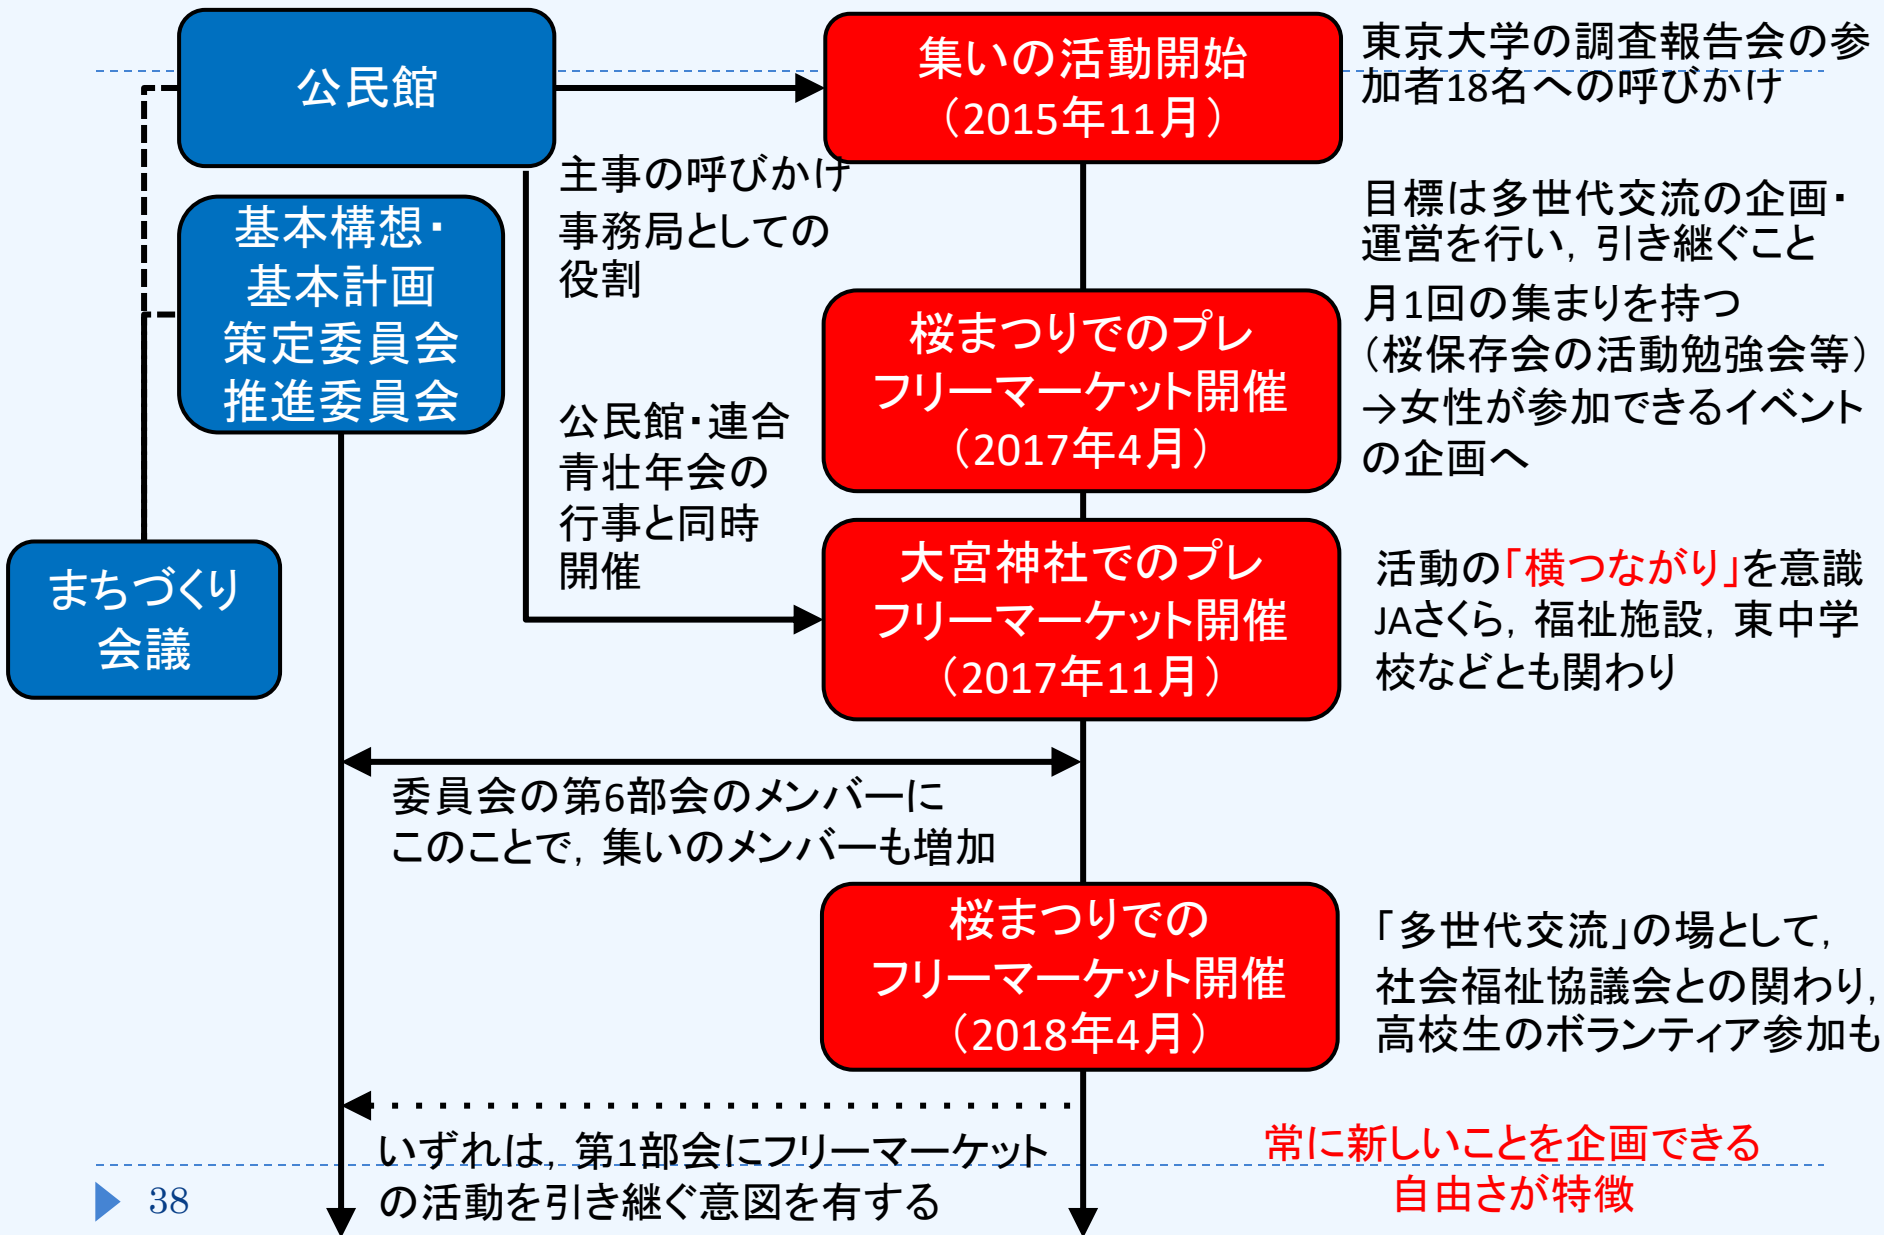 公民館
集いの活動開始
（2015年11月）
東京大学の調査報告会の参
加者18名への呼びかけ
主事の呼びかけ
事務局としての
役割
目標は多世代交流の企画・
運営を行い，引き継ぐこと
基本構想・
基本計画
策定委員会
推進委員会
桜まつりでのプレ
フリーマーケット開催
（2017年4月）
月1回の集まりを持つ
（桜保存会の活動勉強会等）
→女性が参加できるイベント
の企画へ
公民館・連合
青壮年会の
行事と同時
開催
まちづくり
会議
大宮神社でのプレ
フリーマーケット開催
（2017年11月）
活動の「横つながり」を意識
JAさくら，福祉施設，東中学
校などとも関わり
委員会の第6部会のメンバーに
このことで，集いのメンバーも増加
桜まつりでの
フリーマーケット開催
（2018年4月）
「多世代交流」の場として，
社会福祉協議会との関わり，
高校生のボランティア参加も
いずれは，第1部会にフリーマーケット
の活動を引き継ぐ意図を有する
常に新しいことを企画できる
自由さが特徴
38